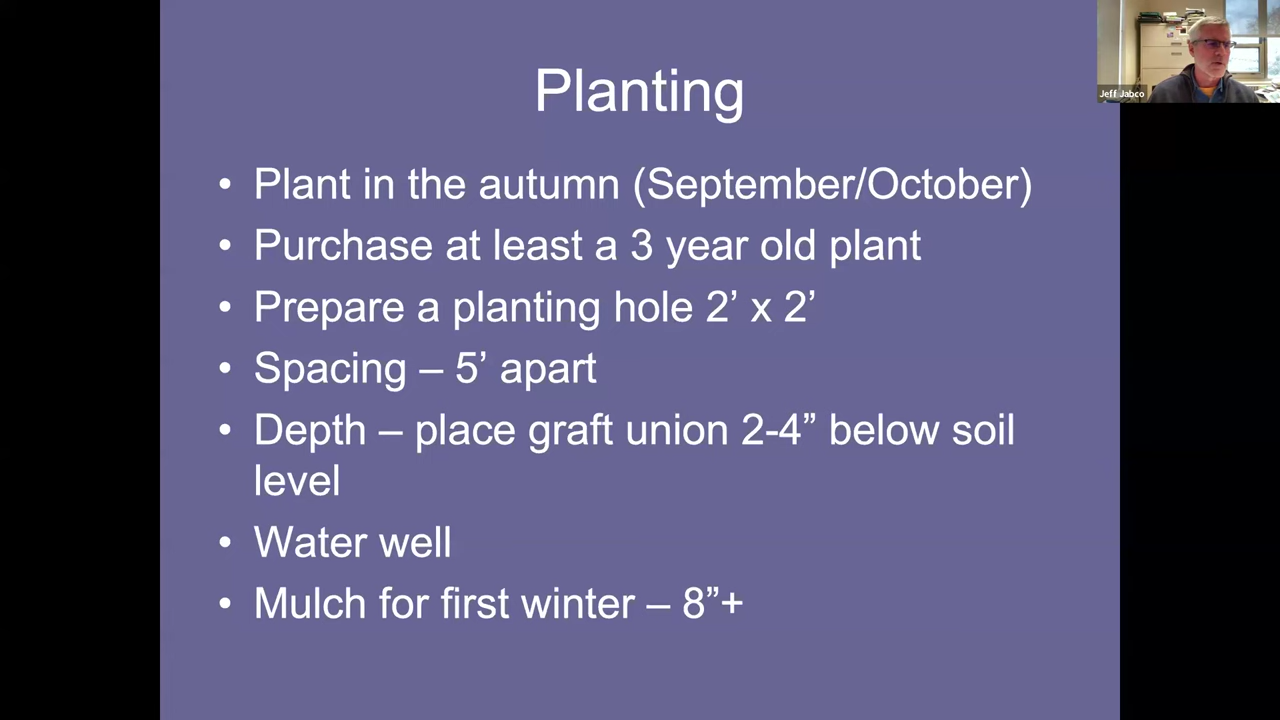 Planting
• Plant in the autumn (September/October)
• Purchase at least a 3 year old plant
• Prepare a planting hole 2’ x 2’
• Spacing – 5’ apart
• Depth – place graft union 2-4” below soil
level
• Water well
• Mulch for first winter – 8”+
Jeff Jabco